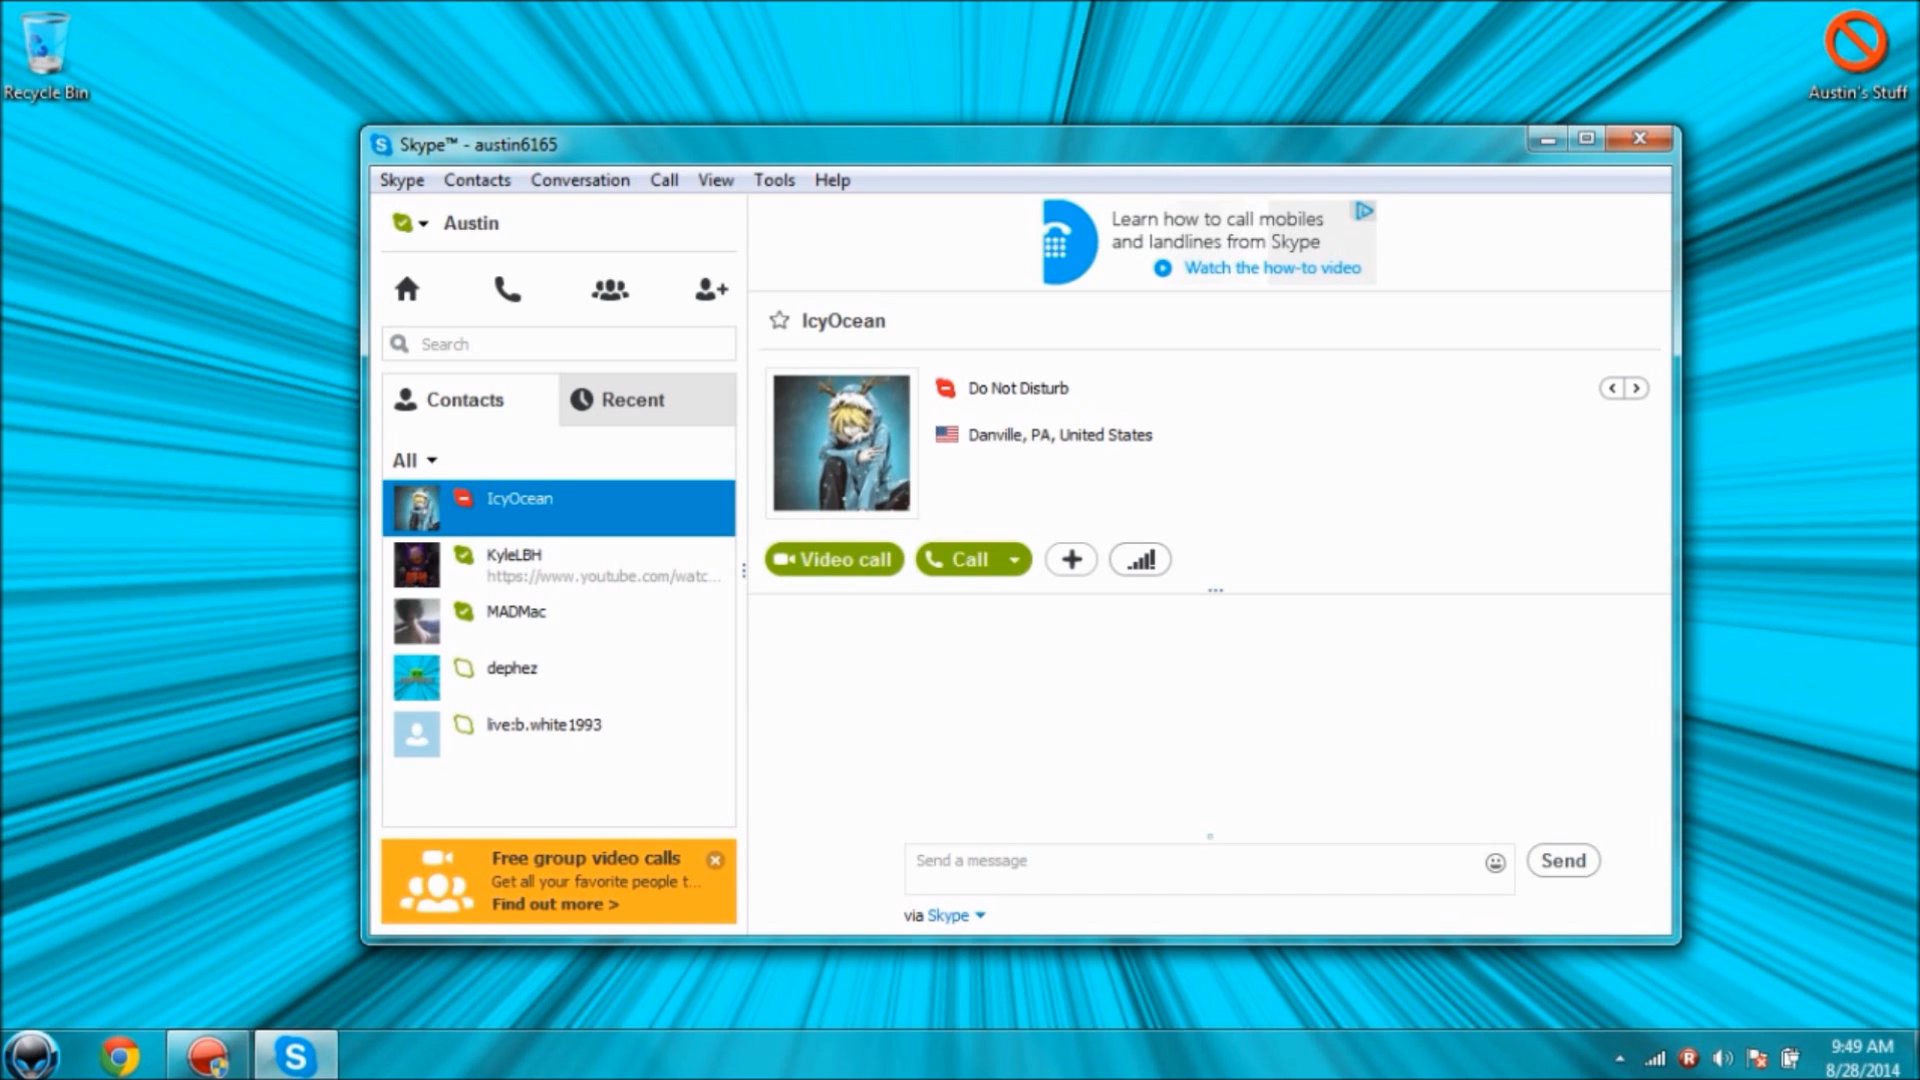 Recycle Bin
Austin's Stuff
Skype™ - austin6165
Skype Contacts Conversation Call View Tools Help
Austin
Learn how to call mobiles
and landlines from Skype
Watch the how-to video
Search
IcyOcean
Contacts
Recent
Do Not Disturb
Danville, PA, United States
All
IcyOcean
KyleLBH
https://www.youtube.com/watc...
MADMac
dephez
live:b.white1993
Video call
Call
Free group video calls
Get all your favorite people t...
Find out more >
Send a message
Send
via Skype
9:49 AM
8/28/2014